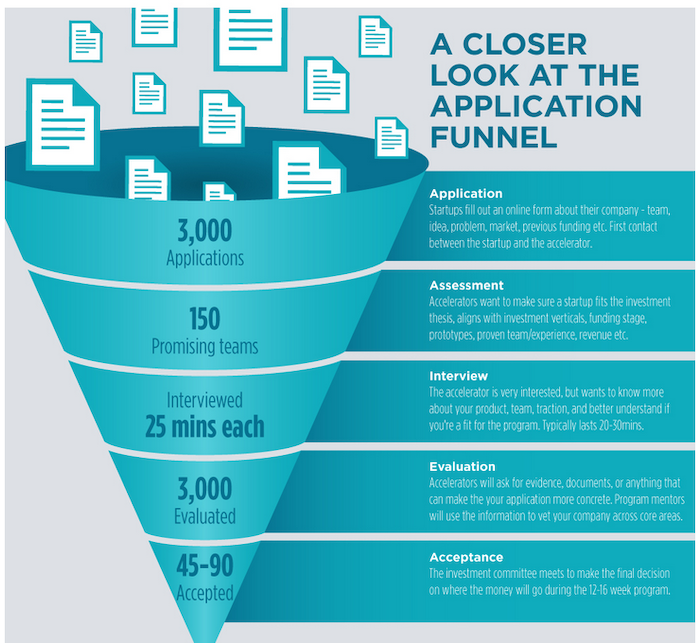 A CLOSER
LOOK AT THE
APPLICATION
FUNNEL
3,000
Applications
Application
Startups fill out an online form about their company - team,
idea, problem, market, previous funding etc. First contact
between the startup and the accelerator.
150
Promising teams
Assessment
Accelerators want to make sure a startup fits the investment
thesis, aligns with investment verticals, funding stage,
prototypes, proven team/experience, revenue etc.
Interviewed
25 mins each
Interview
The accelerator is very interested, but wants to know more
about your product, team, traction, and better understand if
you're a fit for the program. Typically lasts 20-30mins.
3,000
Evaluated
Evaluation
Accelerators will ask for evidence, documents, or anything that
can make the your application more concrete. Program mentors
will use the information to vet your company across core areas.
45-90
Accepted
Acceptance
The investment committee meets to make the final decision
on where the money will go during the 12-16 week program.